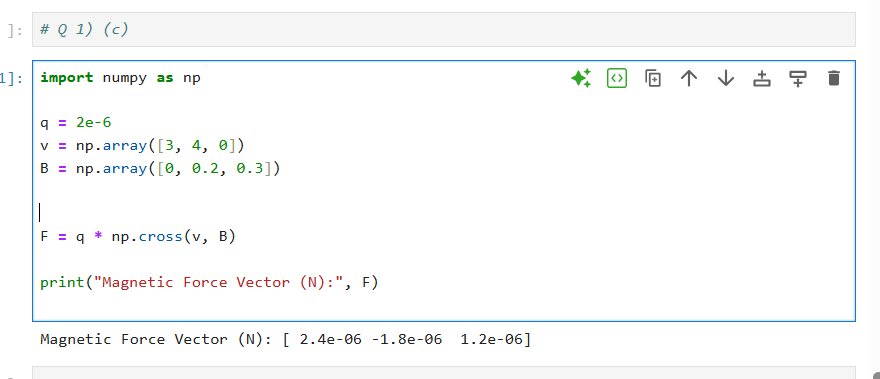 ]:
# Q 1) (c)
1]:
import numpy as np
q = 2e-6
v = np.array([3, 4, 0])
B = np.array([0, 0.2, 0.3])
F = q * np.cross(v, B)
print("Magnetic Force Vector (N):", F)
Magnetic Force Vector (N): [ 2.4e-06 -1.8e-06  1.2e-06]